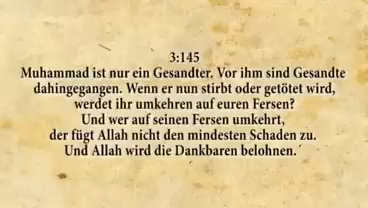 3:145
Muhammad ist nur ein Gesandter. Vor ihm sind Gesandte
dahingegangen. Wenn er nun stirbt oder getötet wird,
werdet ihr umkehren auf euren Fersen?
Und wer auf seinen Fersen umkehrt,
der fügt Allah nicht den mindesten Schaden zu.
Und Allah wird die Dankbaren belohnen.´